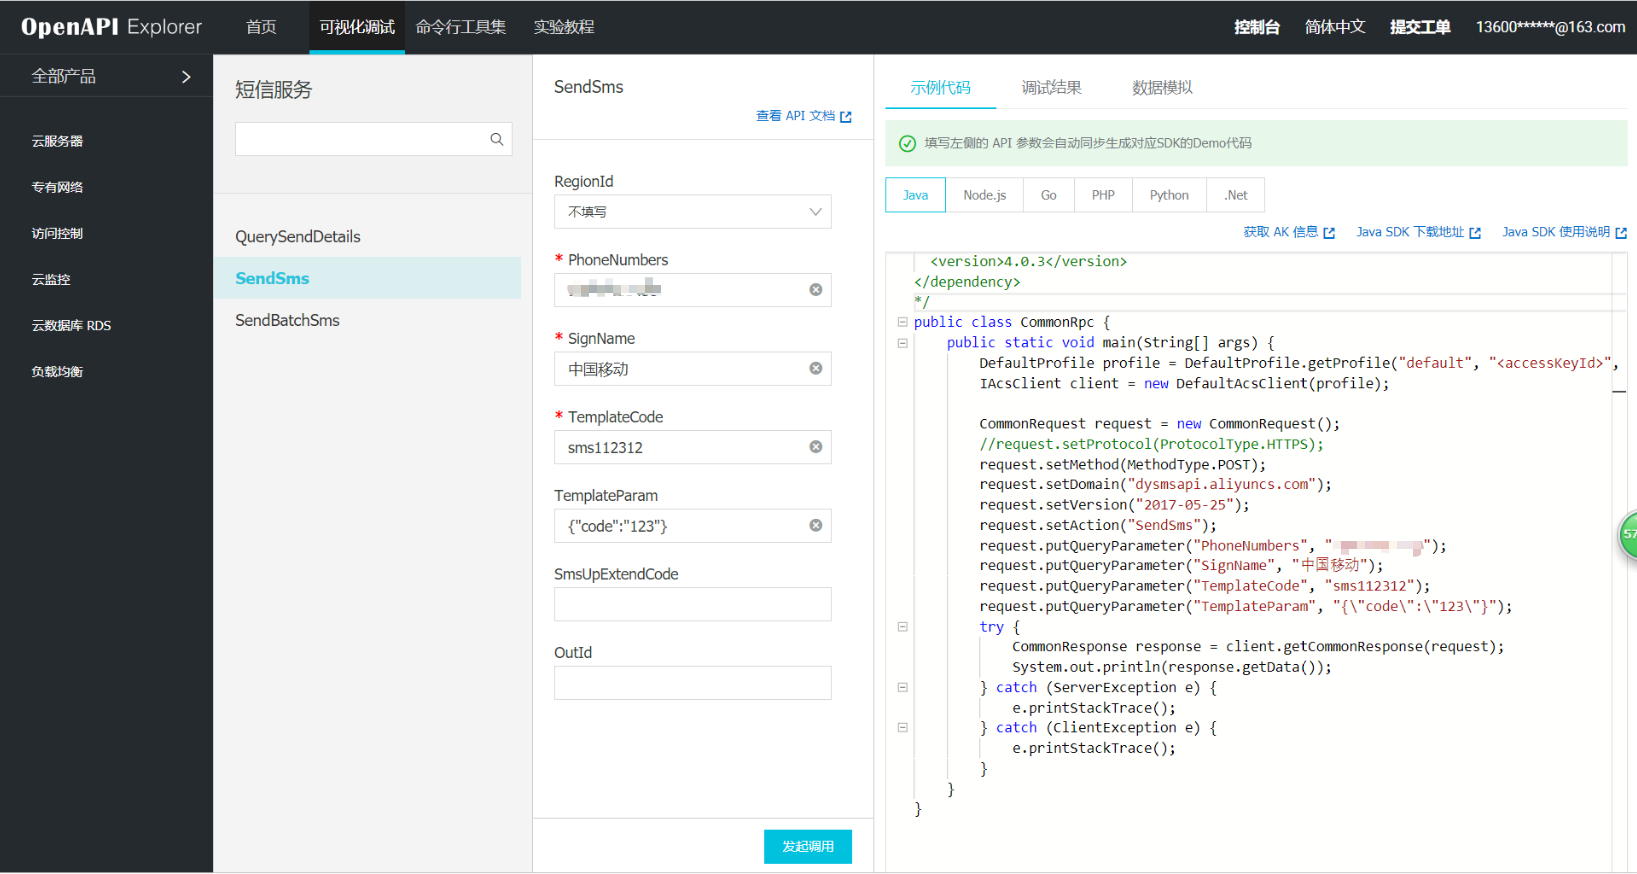 OpenAPI Explorer
首页
可视化调试
命令行工具集
实验教程
控制台
简体中文
提交工单
13600******@163.com
全部产品
云服务器
专有网络
访问控制
云监控
云数据库 RDS
负载均衡
短信服务
QuerySendDetails
SendSms
SendBatchSms
SendSms
查看 API 文档
RegionId
不填写
* PhoneNumbers
* SignName
中国移动
* TemplateCode
sms112312
TemplateParam
{"code":"123"}
SmsUpExtendCode
OutId
发起调用
示例代码
调试结果
数据模拟
填写左侧的 API 参数会自动同步生成对应SDK的Demo代码
Java
Node.js
Go
PHP
Python
.Net
获取 AK 信息
Java SDK 下载地址
Java SDK 使用说明
<version>4.0.3</version>
</dependency>
*/
public class CommonRpc {
public static void main(String[] args) {
DefaultProfile profile = DefaultProfile.getProfile("default", "<accessKeyId>",
IAcsClient client = new DefaultAcsClient(profile);
CommonRequest request = new CommonRequest();
//request.setProtocol(ProtocolType.HTTPS);
request.setMethod(MethodType.POST);
request.setDomain("dysmsapi.aliyuncs.com");
request.setVersion("2017-05-25");
request.setAction("SendSms");
request.putQueryParameter("PhoneNumbers", "");
request.putQueryParameter("SignName", "中国移动");
request.putQueryParameter("TemplateCode", "sms112312");
request.putQueryParameter("TemplateParam", "{\"code\":\"123\"}");
try {
CommonResponse response = client.getCommonResponse(request);
System.out.println(response.getData());
} catch (ServerException e) {
e.printStackTrace();
} catch (ClientException e) {
e.printStackTrace();
}
}
}
57